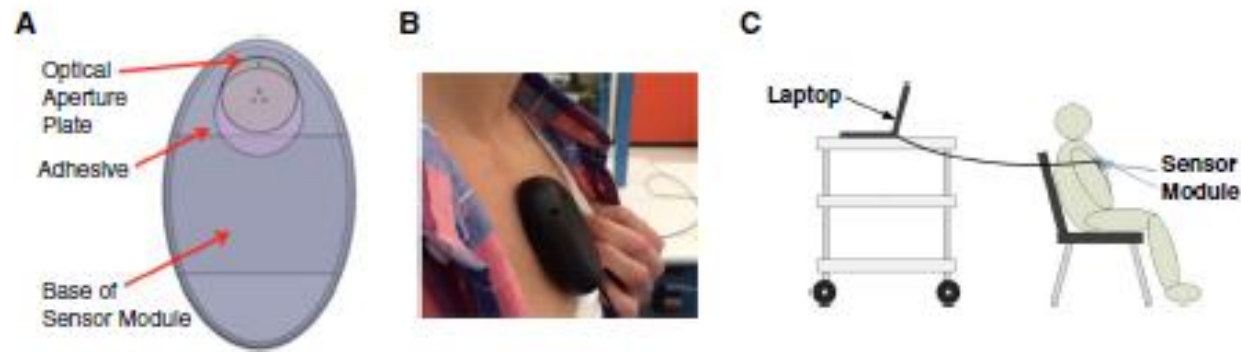 A
Optical
Aperture
Plate
Adhesive
Base of
Sensor Module
B
C
Laptop
Sensor
Module